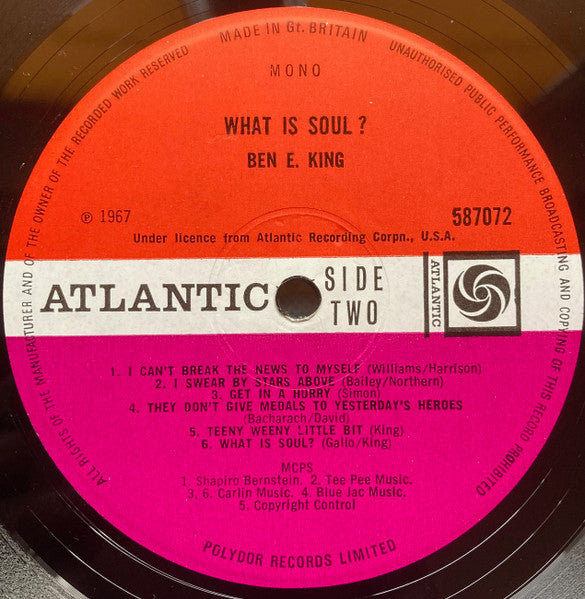 MADE IN Gt. BRITAIN
ALL RIGHTS OF THE MANUFACTURER AND OF THE OWNER OF THE RECORDED WORK RESERVED
UNAUTHORISED PUBLIC PERFORMANCE BROADCASTING AND COPYING OF THIS RECORD PROHIBITED
MONO
WHAT IS SOUL?
BEN E. KING
℗ 1967
587072
Under licence from Atlantic Recording Corpn., U.S.A.
ATLANTIC
SIDE
TWO
ATLANTIC
1. I CAN'T BREAK THE NEWS TO MYSELF (Williams/Harrison)
2. I SWEAR BY STARS ABOVE (Bailey/Northern)
3. GET IN A HURRY (Simon)
4. THEY DON'T GIVE MEDALS TO YESTERDAY'S HEROES
(Bacharach/David)
5. TEENY WEENY LITTLE BIT (King)
6. WHAT IS SOUL? (Gallo/King)
MCPS
1. Shapiro Bernstein. 2. Tee Pee Music.
3, 6. Carlin Music. 4. Blue Jac Music.
5. Copyright Control
POLYDOR RECORDS LIMITED